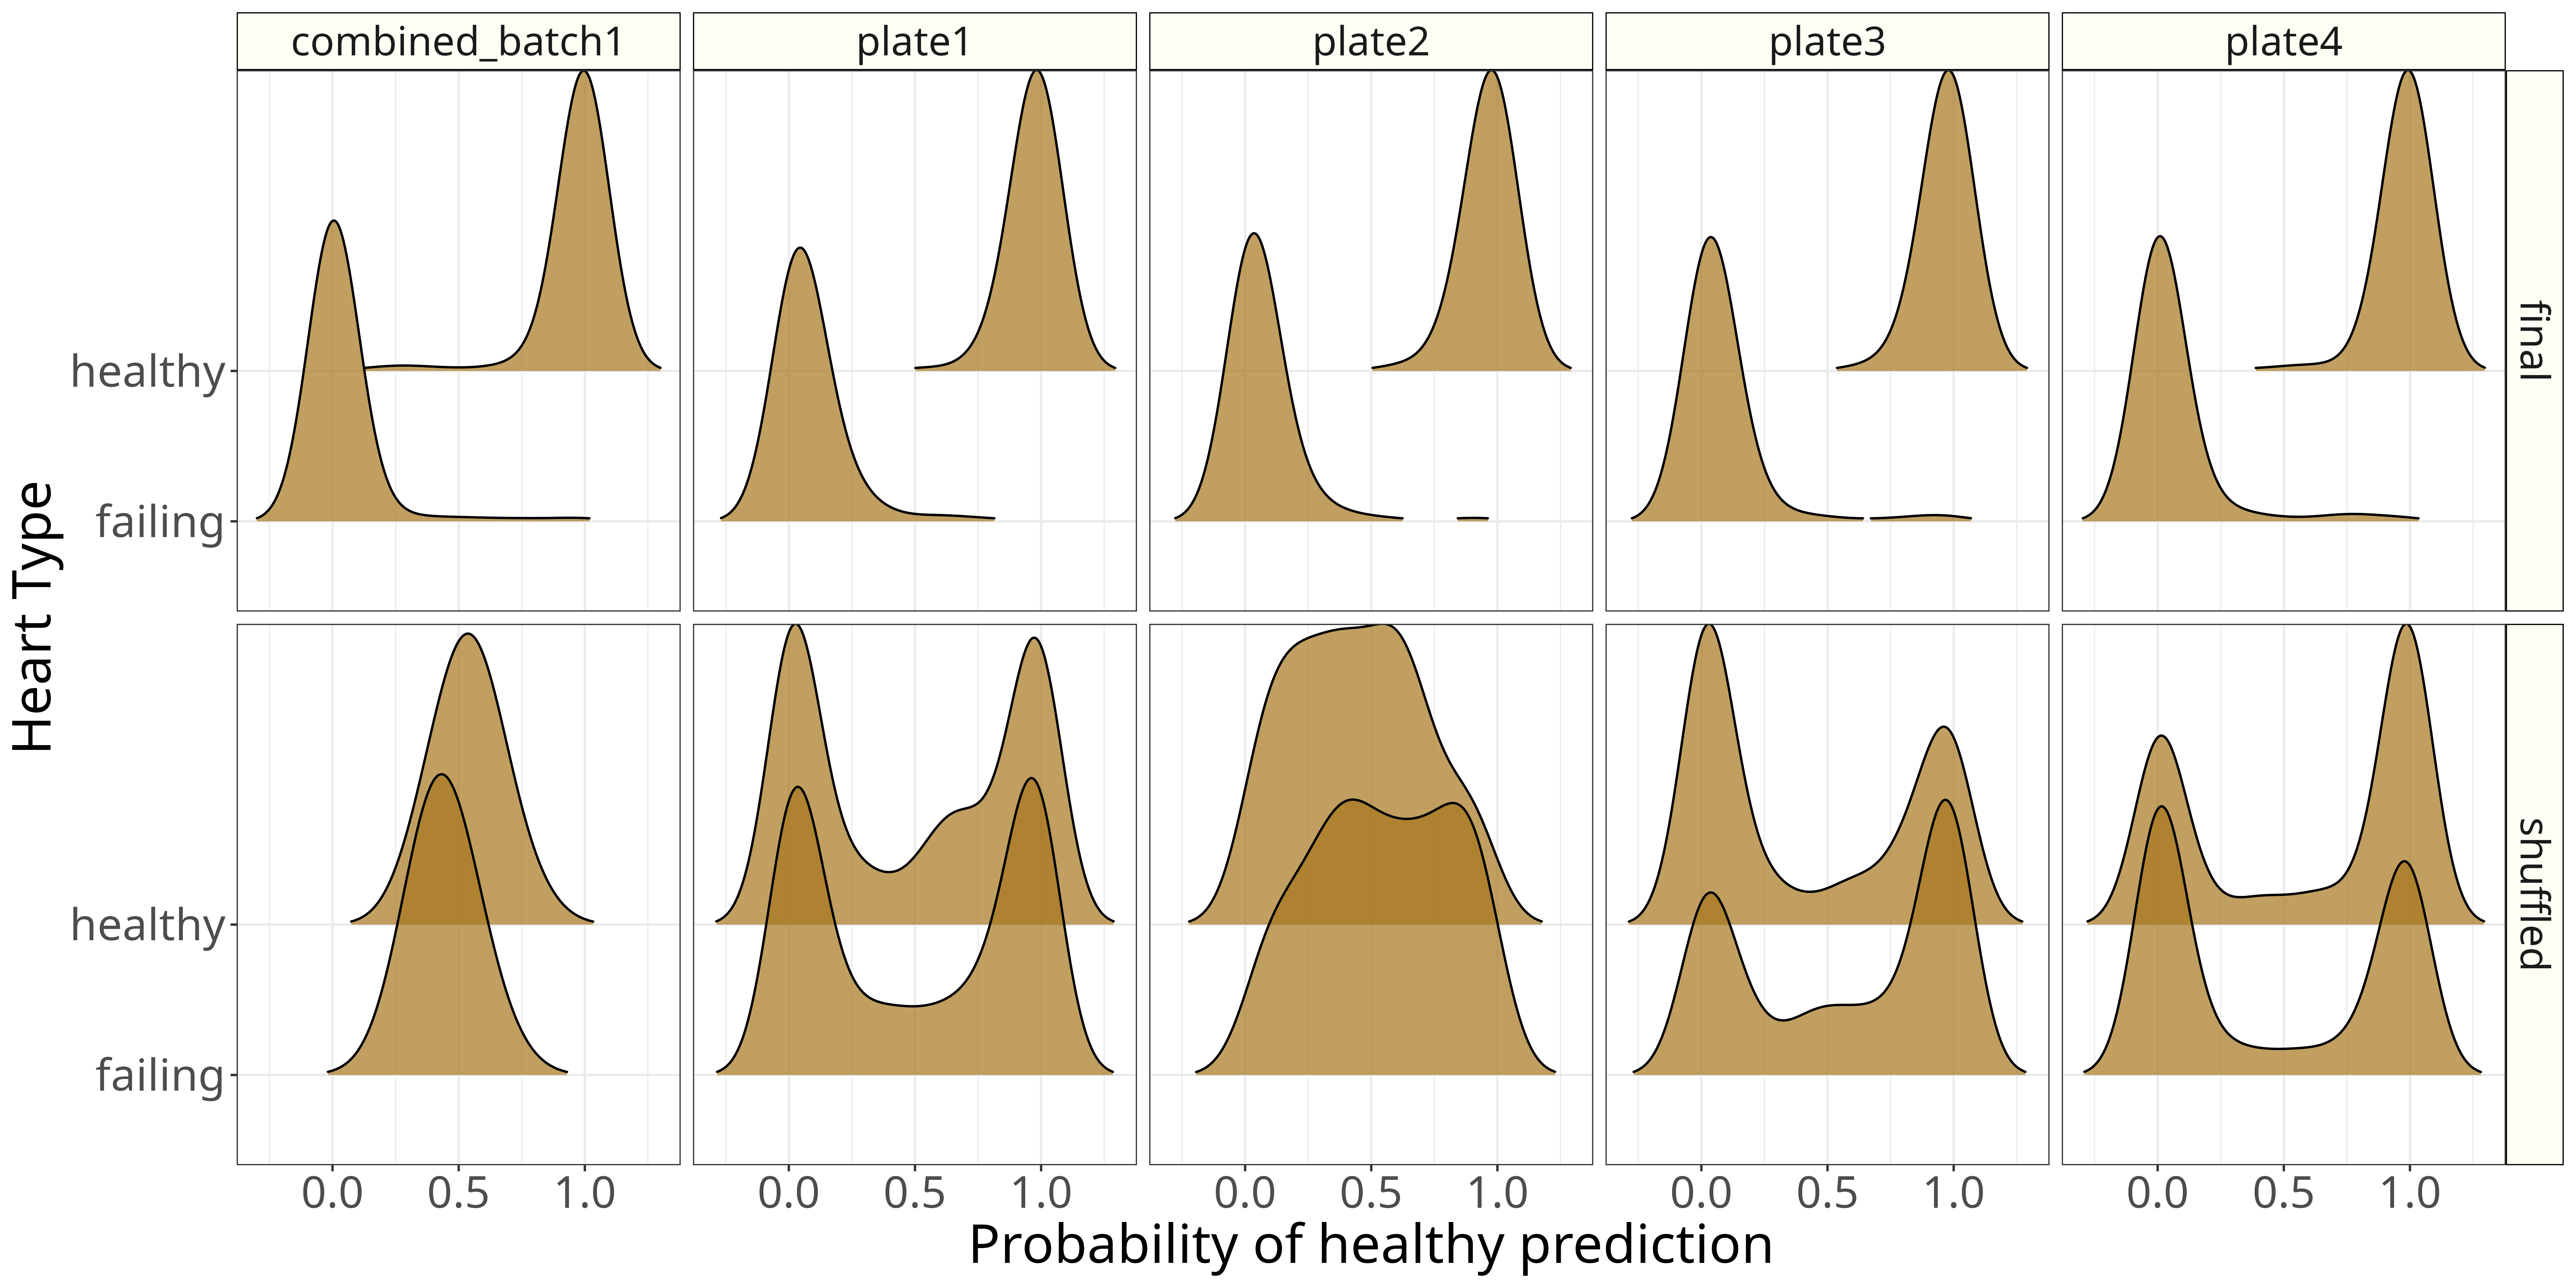 combined_batch1 plate1 plate2 plate3 plate4
final
healthy
failing
Heart Type
shuffled
healthy
failing
0.0 0.5 1.0 0.0 0.5 1.0 0.0 0.5 1.0 0.0 0.5 1.0 0.0 0.5 1.0
Probability of healthy prediction